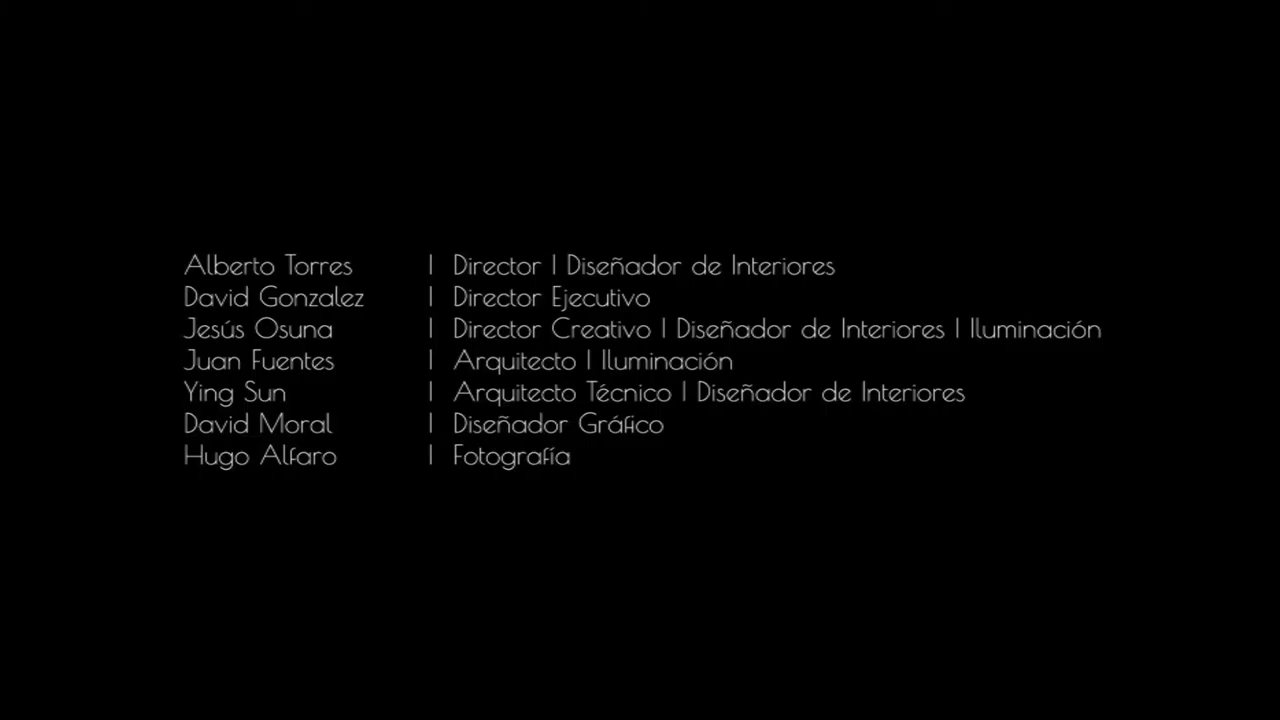 Alberto Torres | Director | Diseñador de Interiores
David Gonzalez | Director Ejecutivo
Jesús Osuna | Director Creativo | Diseñador de Interiores | Iluminación
Juan Fuentes | Arquitecto | Iluminación
Ying Sun | Arquitecto Técnico | Diseñador de Interiores
David Moral | Diseñador Gráfico
Hugo Alfaro | Fotografía